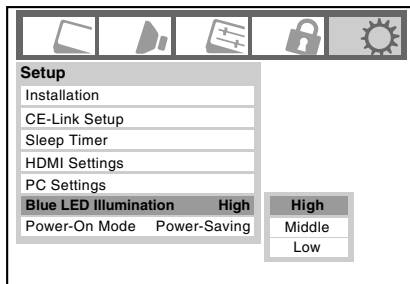 Setup
Installation
CE-Link Setup
Sleep Timer
HDMI Settings
PC Settings
Blue LED Illumination High High
Power-On Mode Power-Saving Middle
Low